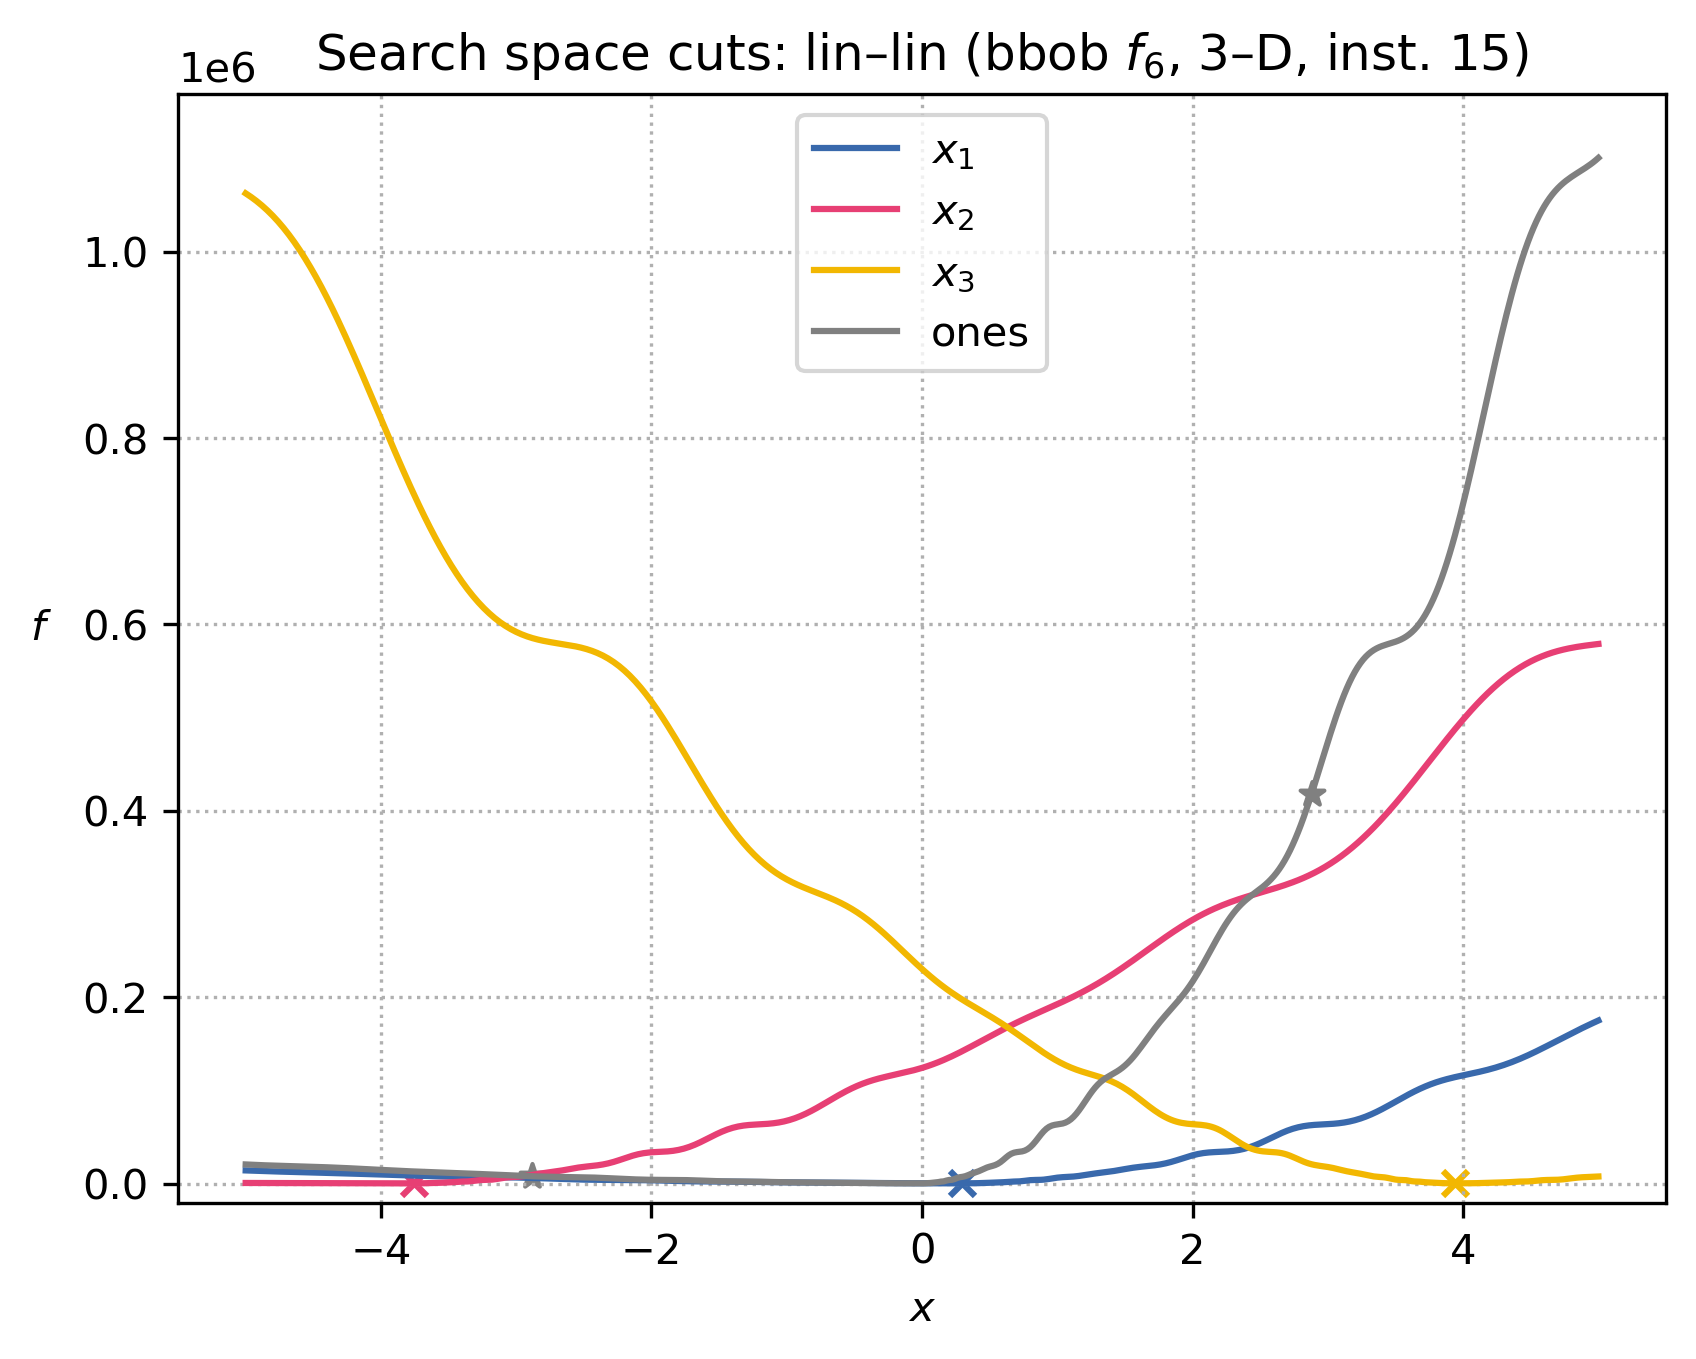 Search space cuts: lin–lin (bbob f₆, 3–D, inst. 15)
1e6
x₁
x₂
x₃
ones
1.0
0.8
0.6
0.4
0.2
0.0
f
−4 −2 0 2 4
x